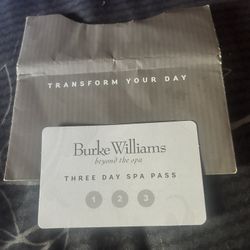 TRANSFORM YOUR DAY
Burke Williams
beyond the spa
THREE DAY SPA PASS
1 2 3